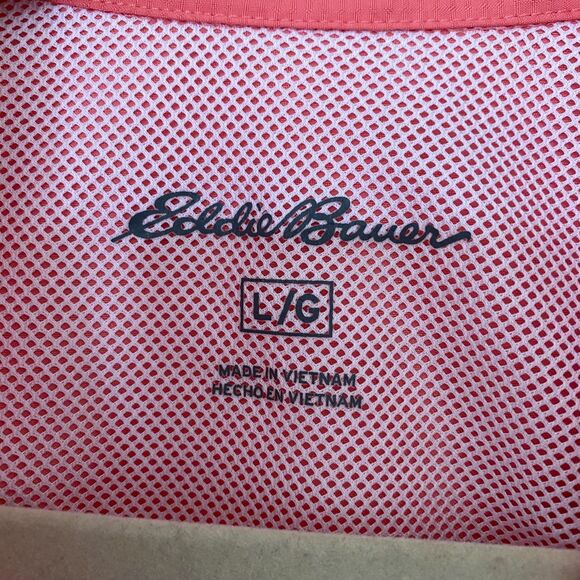 Eddie Bauer
L/G
MADE IN VIETNAM
HECHO EN VIETNAM